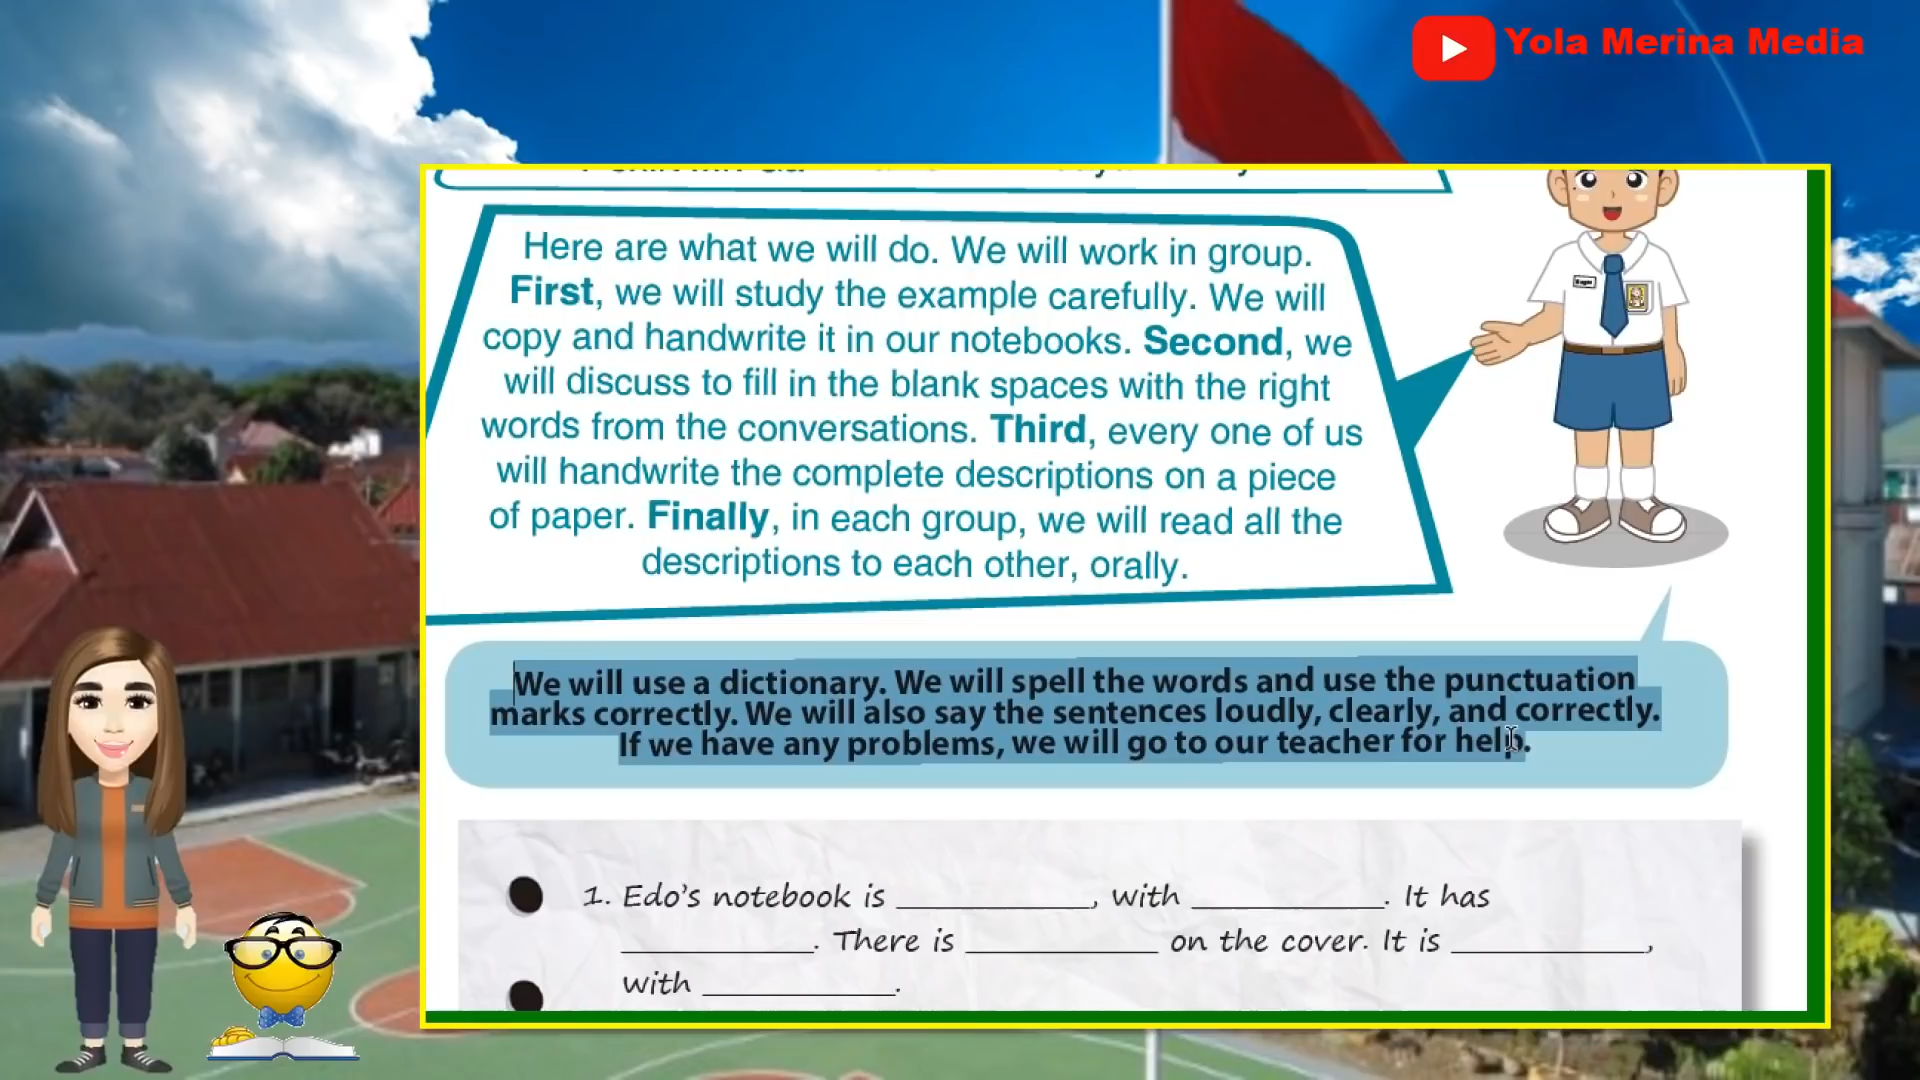 Yola Merina Media
Here are what we will do. We will work in group.
First, we will study the example carefully. We will
copy and handwrite it in our notebooks. Second, we
will discuss to fill in the blank spaces with the right
words from the conversations. Third, every one of us
will handwrite the complete descriptions on a piece
of paper. Finally, in each group, we will read all the
descriptions to each other, orally.
We will use a dictionary. We will spell the words and use the punctuation
marks correctly. We will also say the sentences loudly, clearly, and correctly.
If we have any problems, we will go to our teacher for help.
1. Edo's notebook is ____________, with ____________. It has
____________. There is ____________ on the cover. It is ____________,
with ____________.